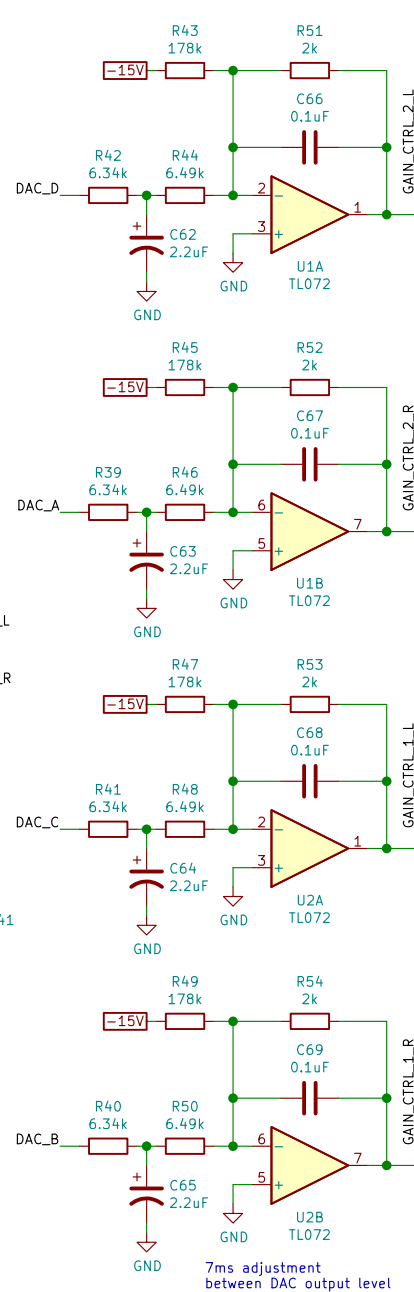 R43
178k
R51
2k
-15V
C66
0.1uF
GAIN_CTRL_2_L
R42
6.34k
R44
6.49k
DAC_D
2
1
3
C62
2.2uF
U1A
TL072
GND
GND
R45
178k
R52
2k
-15V
C67
0.1uF
GAIN_CTRL_2_R
R39
6.34k
R46
6.49k
DAC_A
6
7
5
C63
2.2uF
U1B
TL072
GND
GND
_L
_R
R47
178k
R53
2k
-15V
C68
0.1uF
GAIN_CTRL_1_L
R41
6.34k
R48
6.49k
DAC_C
2
1
3
C64
2.2uF
U2A
TL072
GND
GND
41
R49
178k
R54
2k
-15V
C69
0.1uF
GAIN_CTRL_1_R
R40
6.34k
R50
6.49k
DAC_B
6
7
5
C65
2.2uF
U2B
TL072
GND
GND
7ms adjustment
between DAC output level